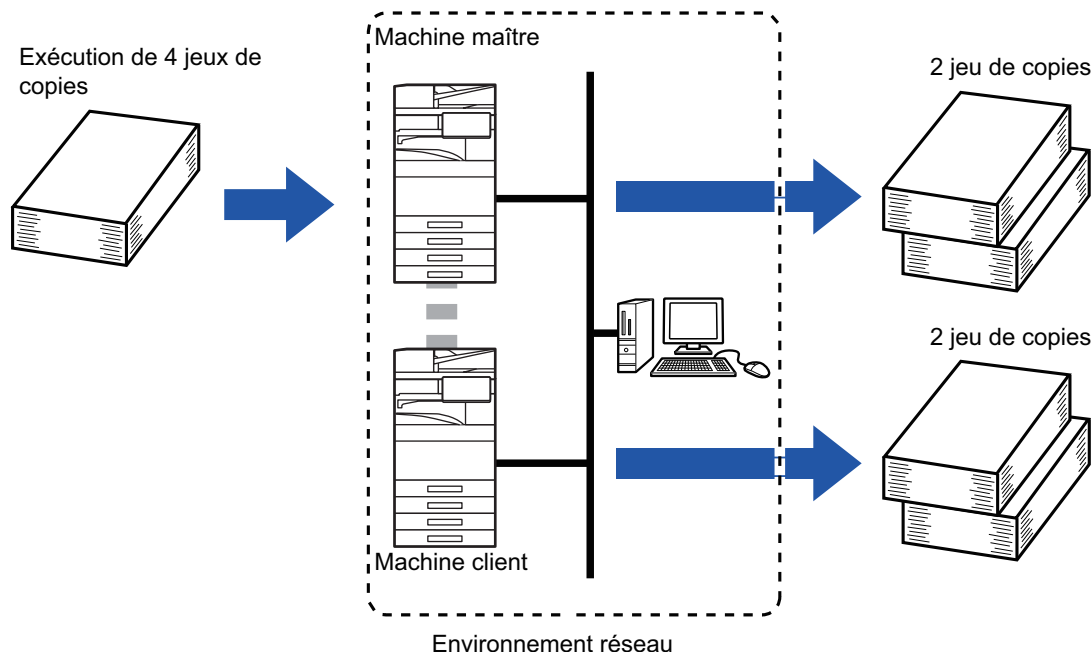 Exécution de 4 jeux de
copies
Machine maître
2 jeu de copies
2 jeu de copies
Machine client
Environnement réseau